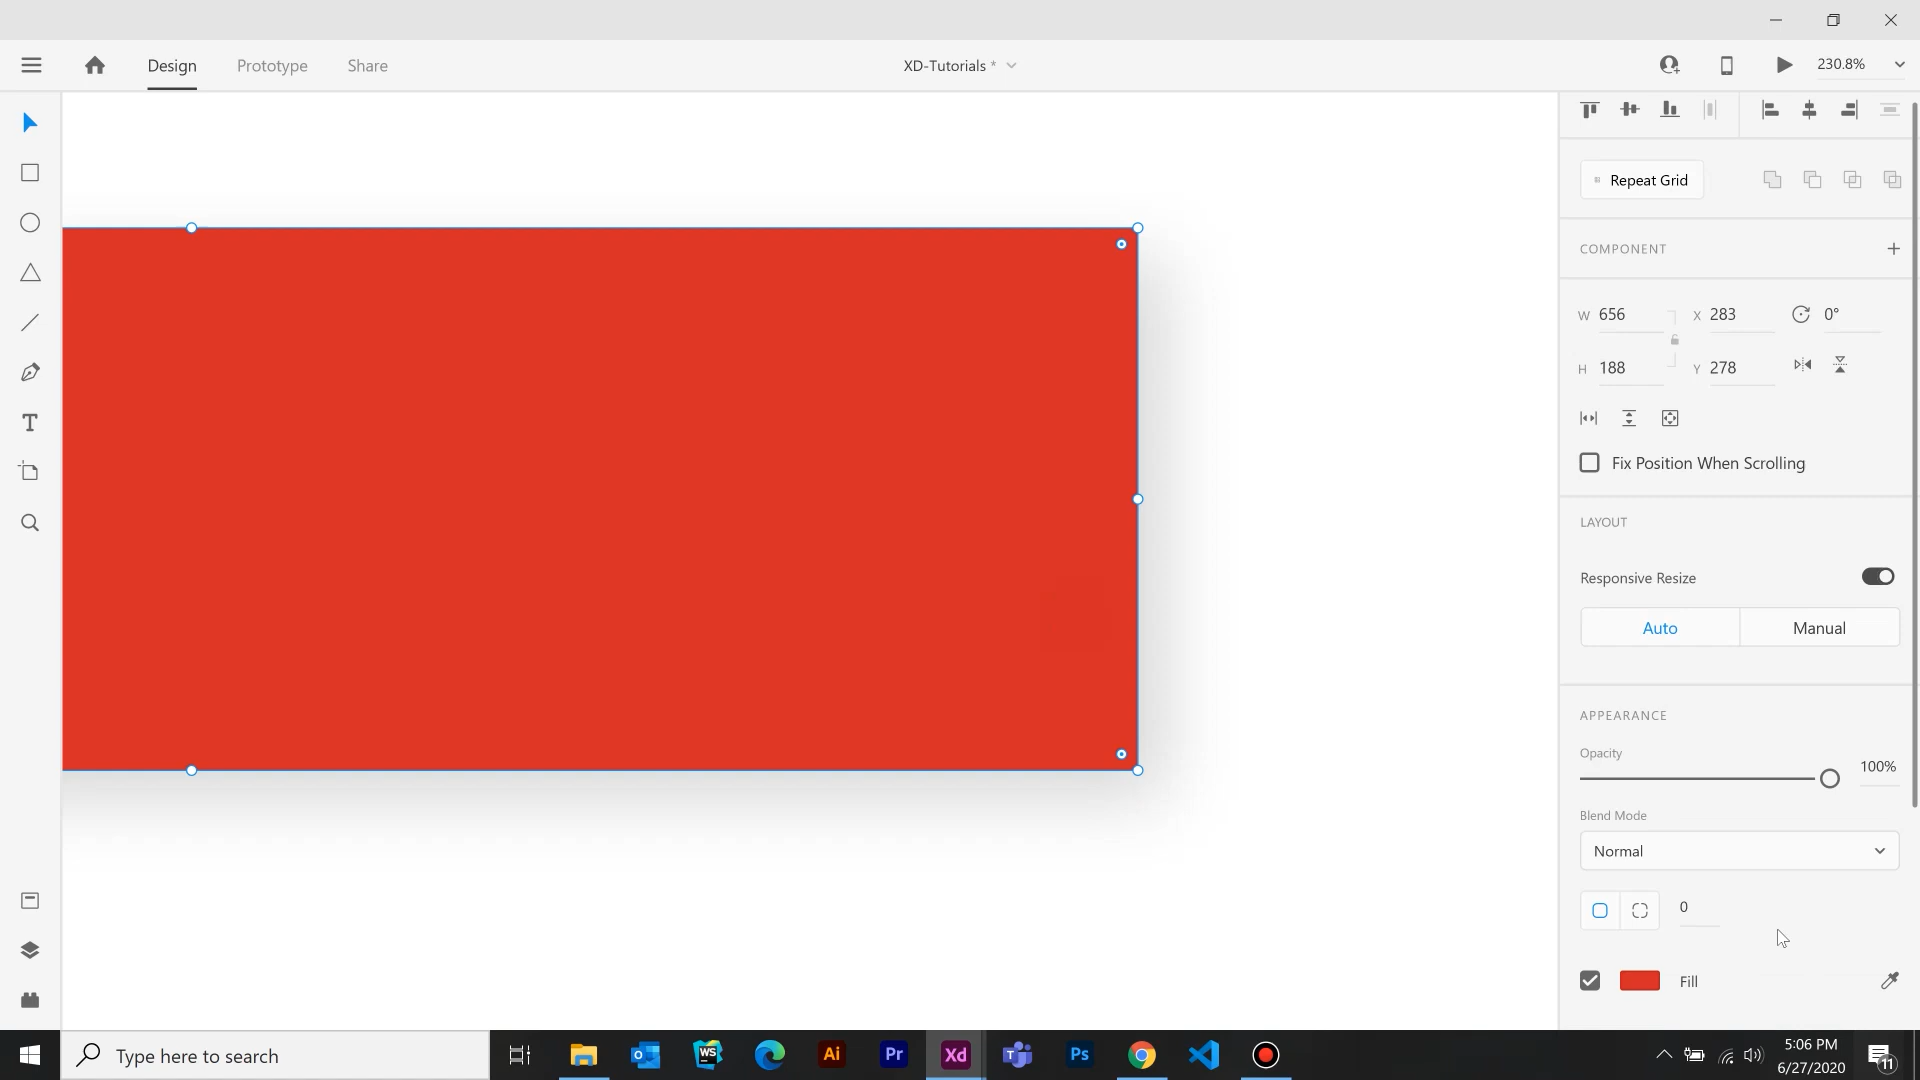 Design
Prototype
Share
XD-Tutorials *
230.8%
Repeat Grid
COMPONENT
W 656
X 283
0°
H 188
Y 278
Fix Position When Scrolling
LAYOUT
Responsive Resize
Auto
Manual
APPEARANCE
Opacity
100%
Blend Mode
Normal
0
Fill
T
Type here to search
WS
Ai
Pr
Xd
Ps
5:06 PM
6/27/2020
11